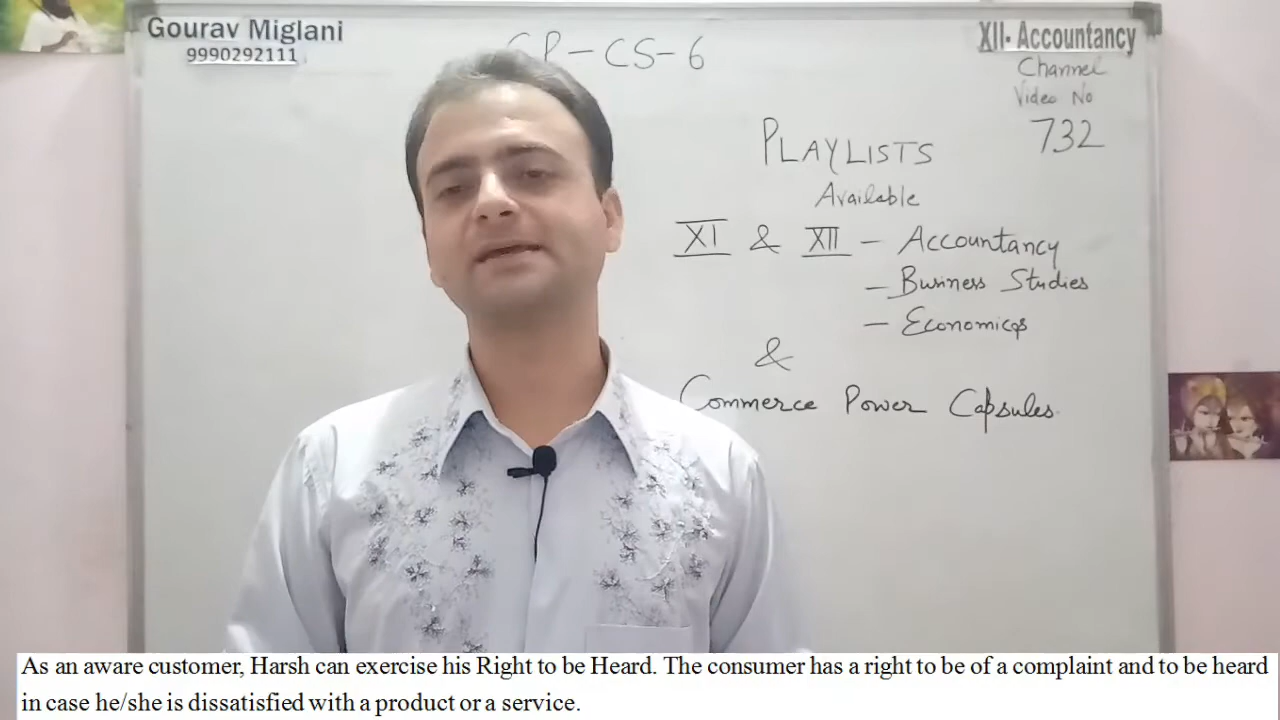 Gourav Miglani
9990292111
CP-CS-6
XII- Accountancy
Channel
Video No
732
PLAYLISTS
Available
XI & XII - Accountancy
- Business Studies
- Economics
&
Commerce Power Capsules.
As an aware customer, Harsh can exercise his Right to be Heard. The consumer has a right to be of a complaint and to be heard
in case he/she is dissatisfied with a product or a service.